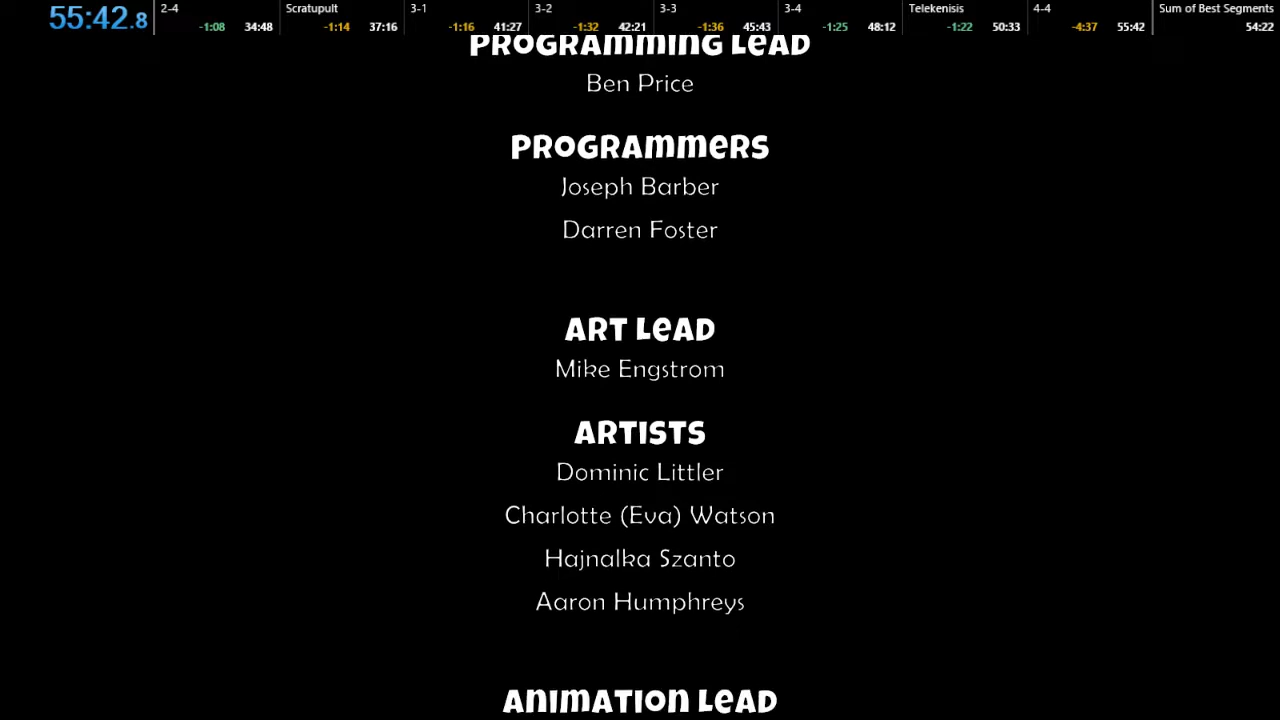 55:42.8
2-4 -1:08 34:48
Scratupult -1:14 37:16
3-1 -1:16 41:27
3-2 -1:32 42:21
3-3 -1:36 45:43
3-4 -1:25 48:12
Telekenisis -1:22 50:33
4-4 -4:37 55:42
Sum of Best Segments 54:22
PROGRAMMING LEAD
Ben Price
PROGRAMMERS
Joseph Barber
Darren Foster
ART LEAD
Mike Engstrom
ARTISTS
Dominic Littler
Charlotte (Eva) Watson
Hajnalka Szanto
Aaron Humphreys
ANIMATION LEAD